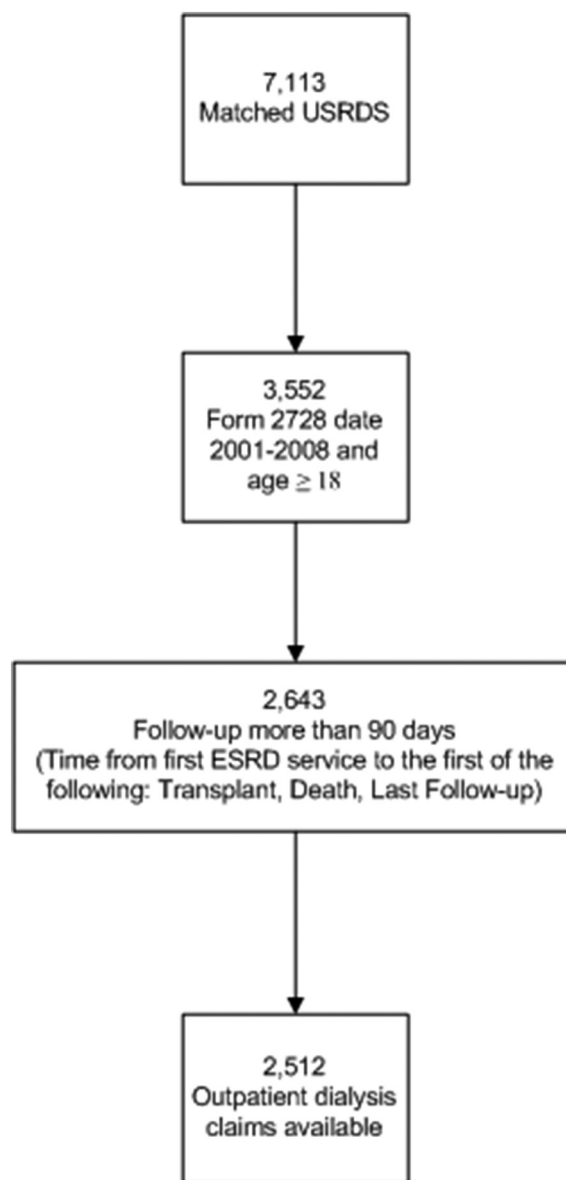 7,113
Matched USRDS
3,552
Form 2728 date
2001-2008 and
age ≥ 18
2,643
Follow-up more than 90 days
(Time from first ESRD service to the first of the
following: Transplant, Death, Last Follow-up)
2,512
Outpatient dialysis
claims available